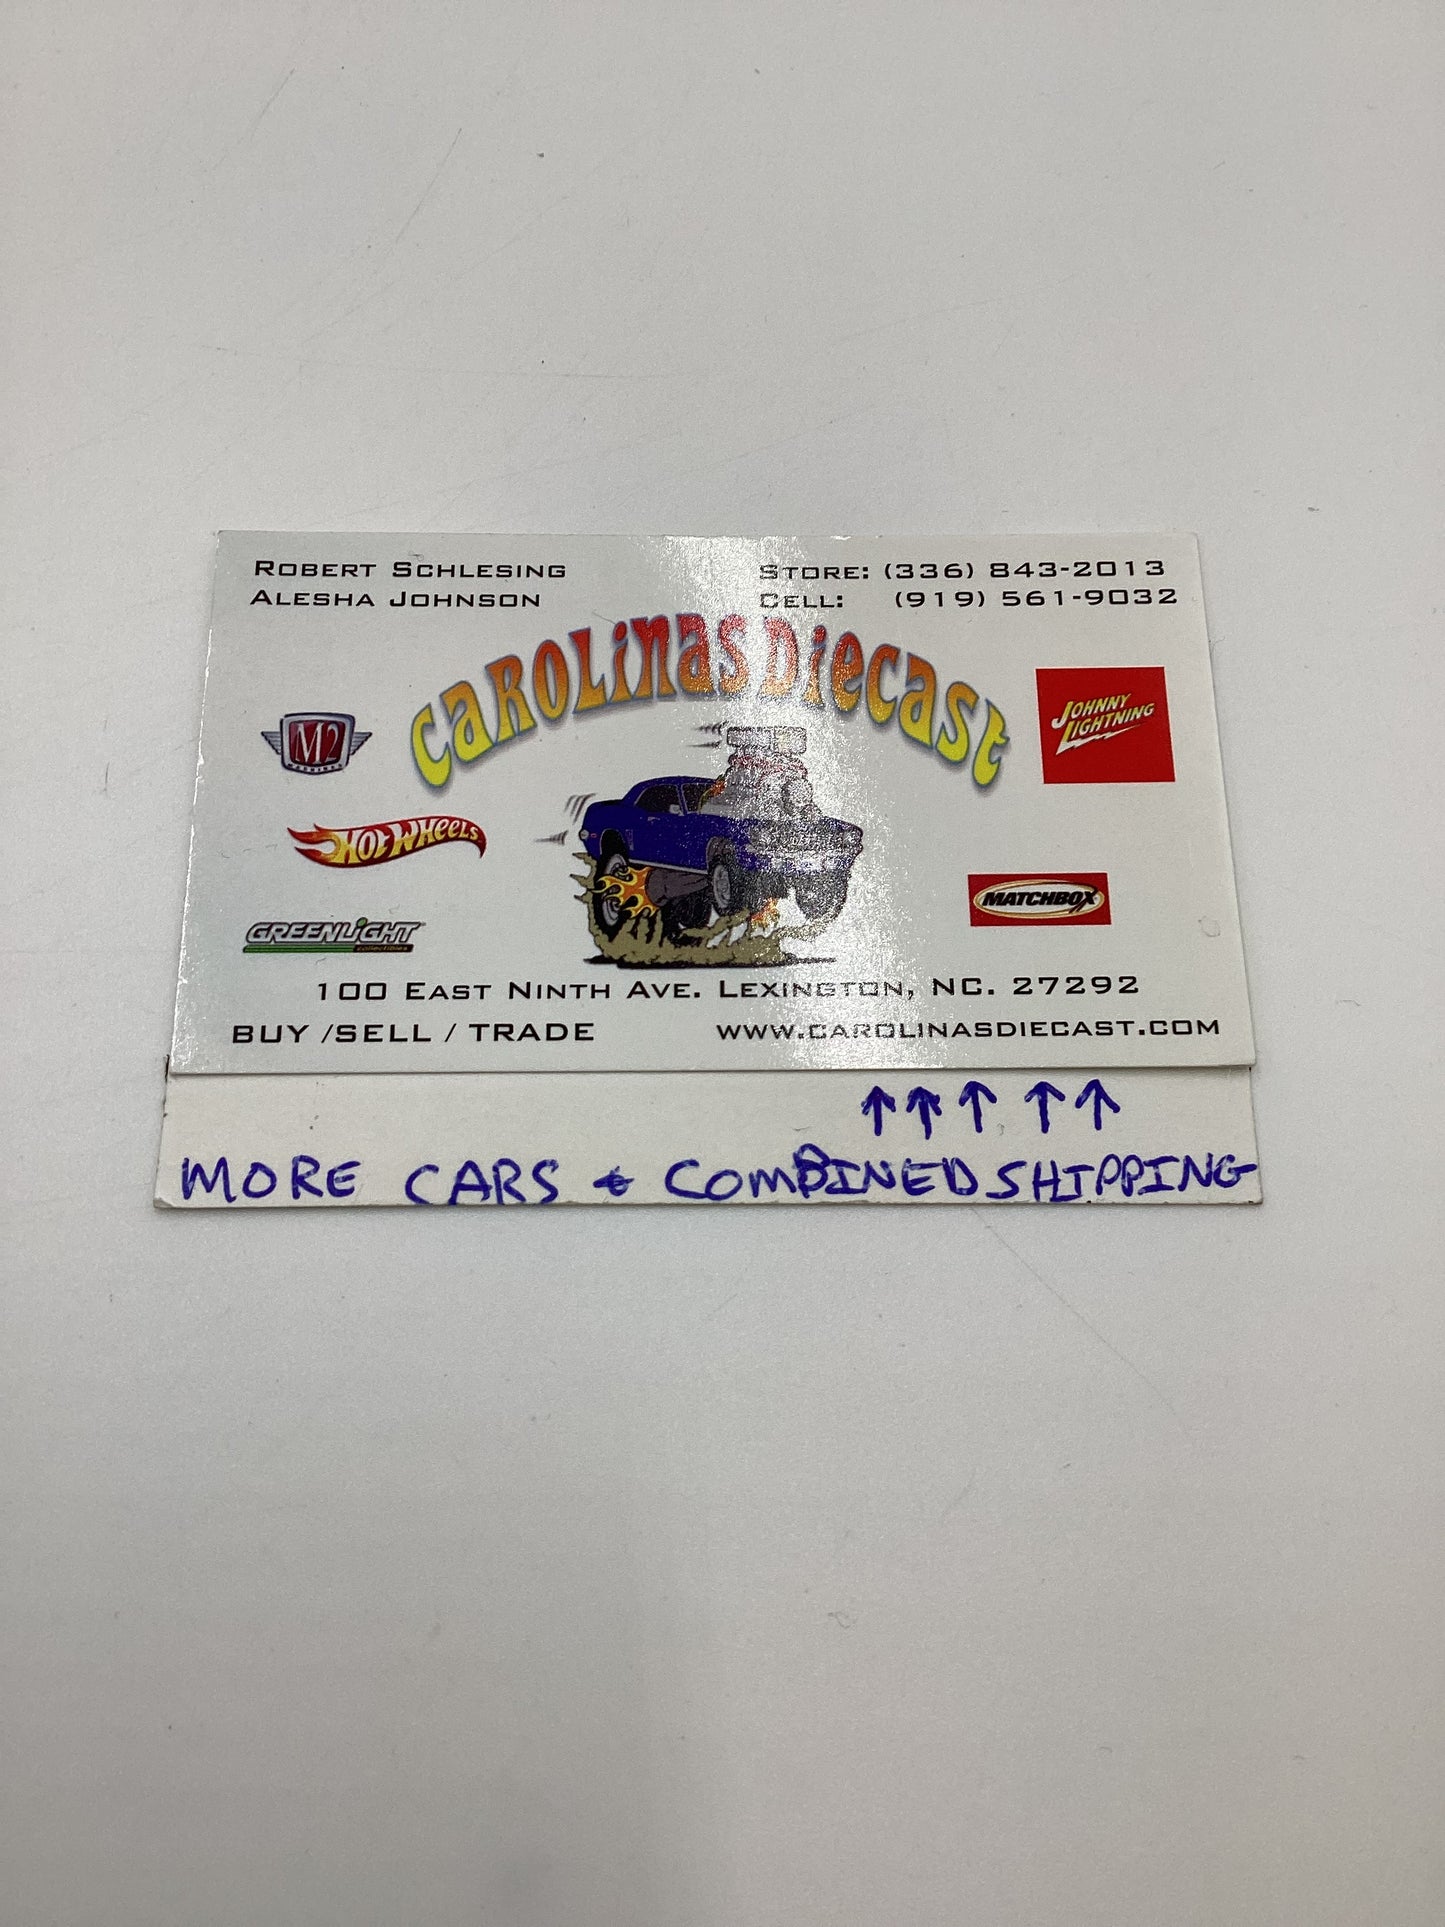 ROBERT SCHLESING
STORE: (336) 843-2013
ALESHA JOHNSON
CELL: (919) 561-9032
CAROLINAS DIECAST
M2
MACHINES
JOHNNY
LIGHTNING
HOT WHEELS
MATCHBOX
GREENLIGHT
collectibles
100 EAST NINTH AVE. LEXINGTON, NC. 27292
BUY /SELL / TRADE
WWW.CAROLINASDIECAST.COM
↑↑↑↑↑
MORE CARS & COMBINED SHIPPING